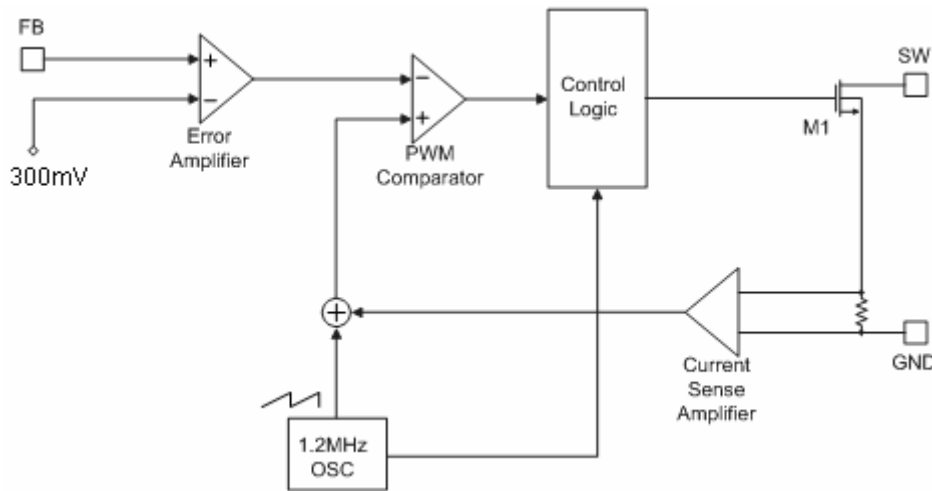 FB
+
−
300mV
Error
Amplifier
−
+
PWM
Comparator
Control
Logic
SW
M1
+
Current
Sense
Amplifier
GND
1.2MHz
OSC